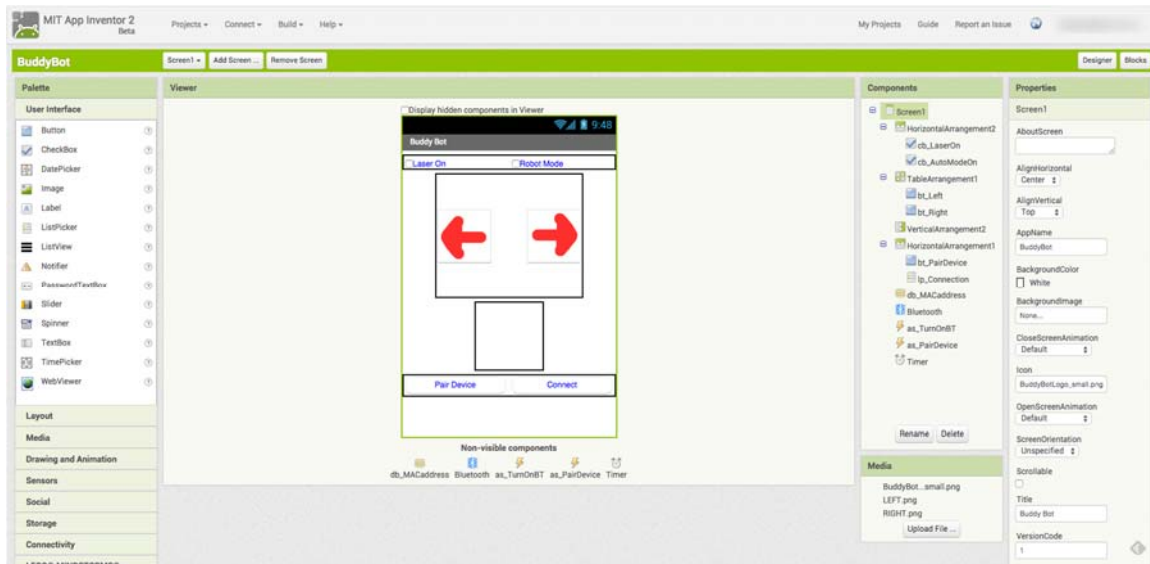 MIT App Inventor 2
Beta
Projects
Connect
Build
Help
My Projects
Guide
Report an Issue
BuddyBot
Screen1
Add Screen ...
Remove Screen
Designer
Blocks
Palette
User Interface
Button
CheckBox
DatePicker
Image
Label
ListPicker
ListView
Notifier
PasswordTextBox
Slider
Spinner
TextBox
TimePicker
WebViewer
Layout
Media
Drawing and Animation
Sensors
Social
Storage
Connectivity
LEGO® MINDSTORMS®
Viewer
Display hidden components in Viewer
9:48
Buddy Bot
Laser On
Robot Mode
Pair Device
Connect
Non-visible components
db_MACaddress
Bluetooth
as_TurnOnBT
as_PairDevice
Timer
Components
Screen1
HorizontalArrangement2
cb_LaserOn
cb_AutoModeOn
TableArrangement1
bt_Left
bt_Right
VerticalArrangement2
HorizontalArrangement1
bt_PairDevice
lp_Connection
db_MACaddress
Bluetooth
as_TurnOnBT
as_PairDevice
Timer
Rename
Delete
Media
BuddyBot...small.png
LEFT.png
RIGHT.png
Upload File ...
Properties
Screen1
AboutScreen
AlignHorizontal
Center
AlignVertical
Top
AppName
BuddyBot
BackgroundColor
White
BackgroundImage
None...
CloseScreenAnimation
Default
Icon
BuddyBotLogo_small.png
OpenScreenAnimation
Default
ScreenOrientation
Unspecified
Scrollable
Title
Buddy Bot
VersionCode
1